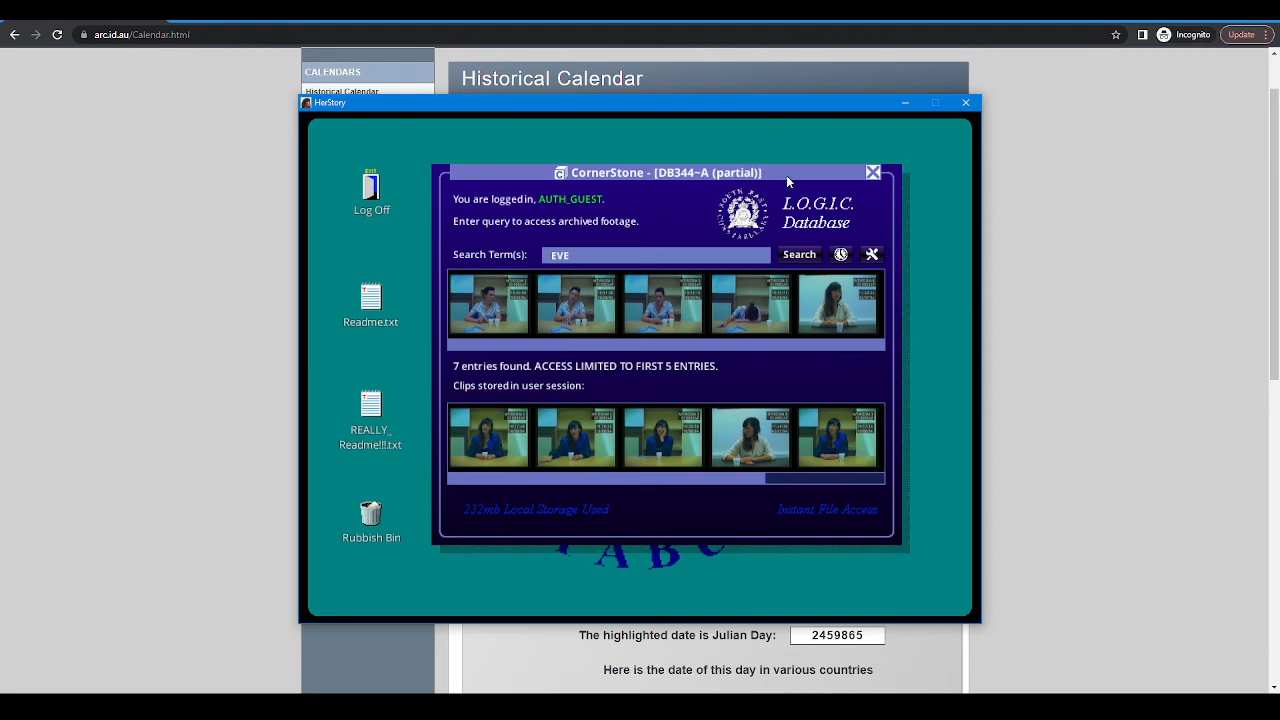 arc.id.au/Calendar.html
Incognito
Update
CALENDARS
Historical Calendar
Historical Calendar
HerStory
CornerStone - [DB344~A (partial)]
You are logged in, AUTH_GUEST.
Enter query to access archived footage.
L.O.G.I.C.
Database
Search Term(s):
EVE
Search
7 entries found. ACCESS LIMITED TO FIRST 5 ENTRIES.
Clips stored in user session:
232mb Local Storage Used
Instant File Access
Log Off
Readme.txt
REALLY_
Readme!!!.txt
Rubbish Bin
The highlighted date is Julian Day:
2459865
Here is the date of this day in various countries